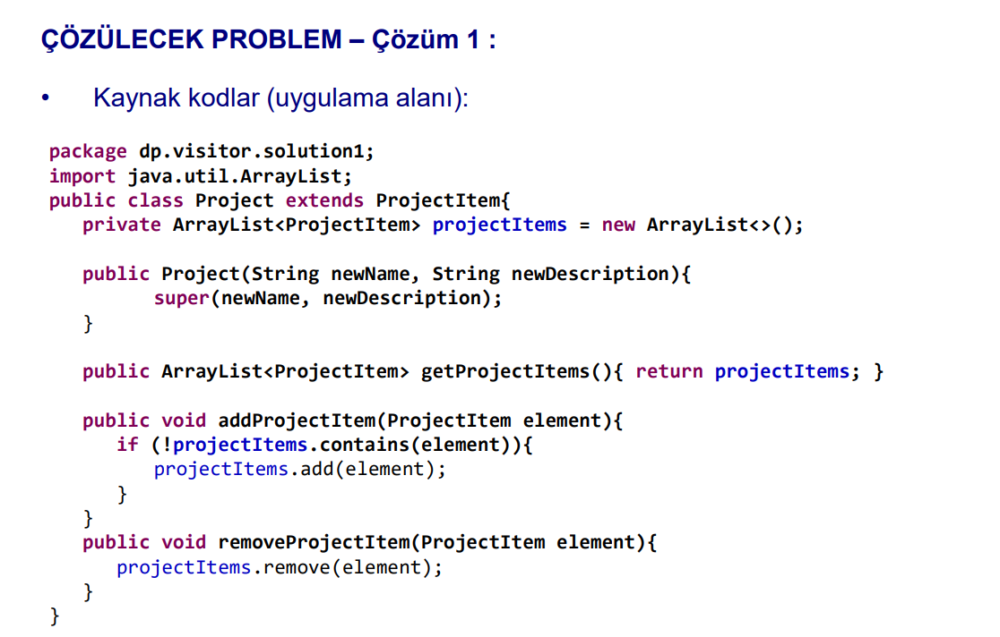 ÇÖZÜLECEK PROBLEM – Çözüm 1 :
• Kaynak kodlar (uygulama alanı):
package dp.visitor.solution1;
import java.util.ArrayList;
public class Project extends ProjectItem{
   private ArrayList<ProjectItem> projectItems = new ArrayList<>();
   public Project(String newName, String newDescription){
         super(newName, newDescription);
   }
   public ArrayList<ProjectItem> getProjectItems(){ return projectItems; }
   public void addProjectItem(ProjectItem element){
      if (!projectItems.contains(element)){
         projectItems.add(element);
      }
   }
   public void removeProjectItem(ProjectItem element){
      projectItems.remove(element);
   }
}